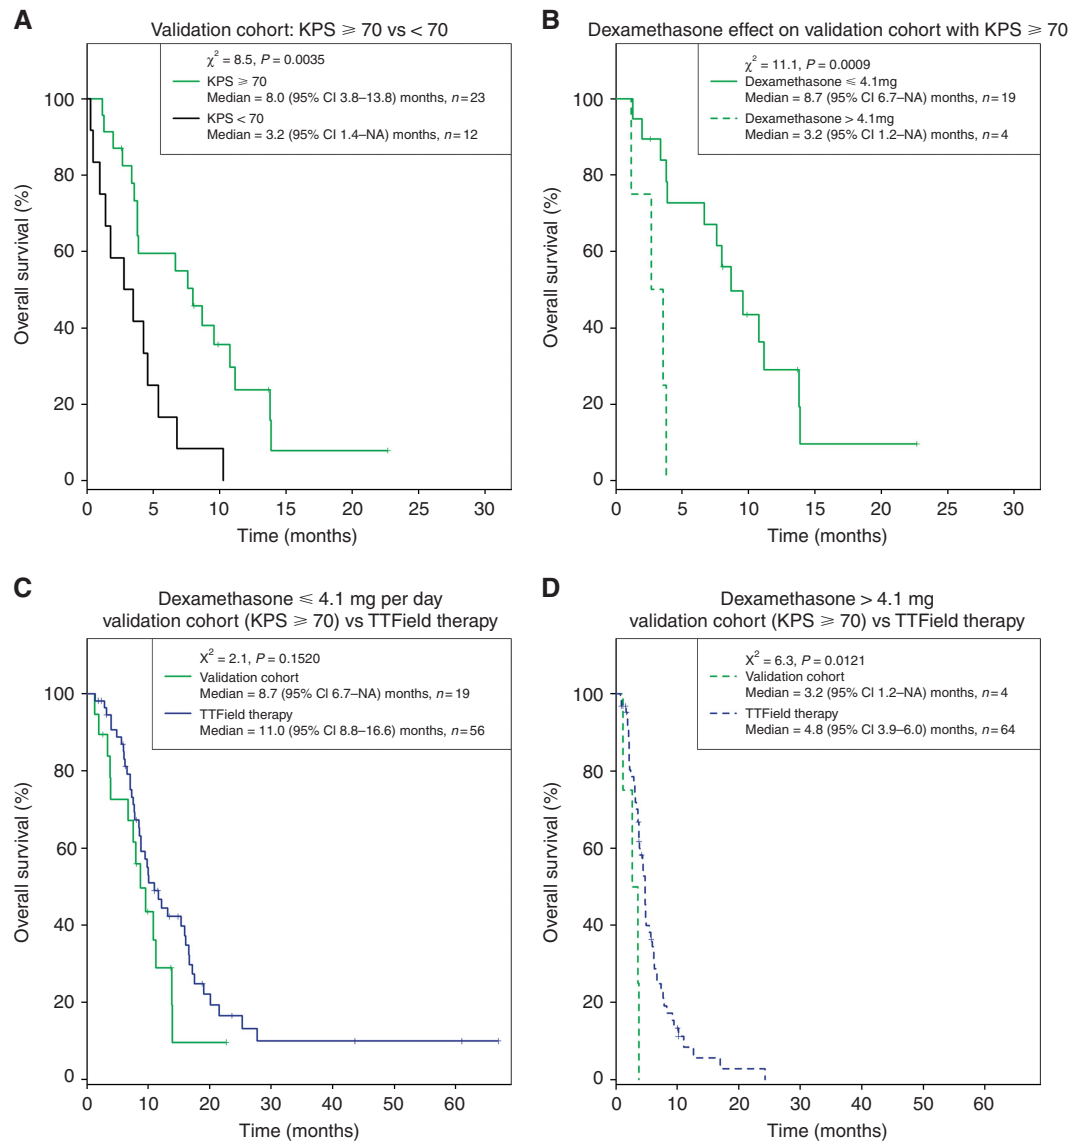 A
Validation cohort: KPS ⩾ 70 vs < 70
χ² = 8.5, P = 0.0035
KPS ⩾ 70
Median = 8.0 (95% CI 3.8–13.8) months, n = 23
KPS < 70
Median = 3.2 (95% CI 1.4–NA) months, n = 12
100
80
60
40
20
0
Overall survival (%)
0 5 10 15 20 25 30
Time (months)
B
Dexamethasone effect on validation cohort with KPS ⩾ 70
χ² = 11.1, P = 0.0009
Dexamethasone ⩽ 4.1mg
Median = 8.7 (95% CI 6.7–NA) months, n = 19
Dexamethasone > 4.1mg
Median = 3.2 (95% CI 1.2–NA) months, n = 4
100
80
60
40
20
0
Overall survival (%)
0 5 10 15 20 25 30
Time (months)
C
Dexamethasone ⩽ 4.1 mg per day
validation cohort (KPS ⩾ 70) vs TTField therapy
X² = 2.1, P = 0.1520
Validation cohort
Median = 8.7 (95% CI 6.7–NA) months, n = 19
TTField therapy
Median = 11.0 (95% CI 8.8–16.6) months, n = 56
100
80
60
40
20
0
Overall survival (%)
0 10 20 30 40 50 60
Time (months)
D
Dexamethasone > 4.1 mg
validation cohort (KPS ⩾ 70) vs TTField therapy
X² = 6.3, P = 0.0121
Validation cohort
Median = 3.2 (95% CI 1.2–NA) months, n = 4
TTField therapy
Median = 4.8 (95% CI 3.9–6.0) months, n = 64
100
80
60
40
20
0
Overall survival (%)
0 10 20 30 40 50 60
Time (months)